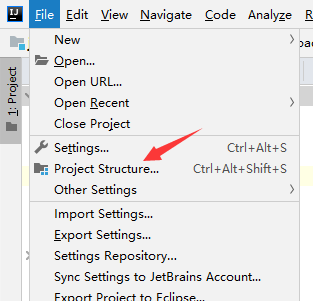 IJ File Edit View Navigate Code Analyze
1: Project
New
Open...
Open URL...
Open Recent
Close Project
Settings... Ctrl+Alt+S
Project Structure... Ctrl+Alt+Shift+S
Other Settings
Import Settings...
Export Settings...
Settings Repository...
Sync Settings to JetBrains Account...
Export Project to Eclipse...